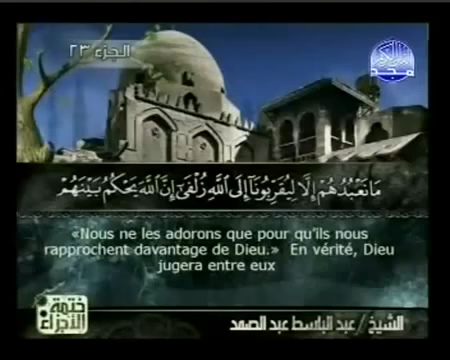 الجزء ٢٣
مجد
مَا نَعْبُدُهُمْ إِلَّا لِيُقَرِّبُونَا إِلَى اللَّهِ زُلْفَىٰ إِنَّ اللَّهَ يَحْكُمُ بَيْنَهُمْ
«Nous ne les adorons que pour qu'ils nous
rapprochent davantage de Dieu.» En vérité, Dieu
jugera entre eux
ختمة
الأجزاء
الشيخ / عبد الباسط عبد الصمد